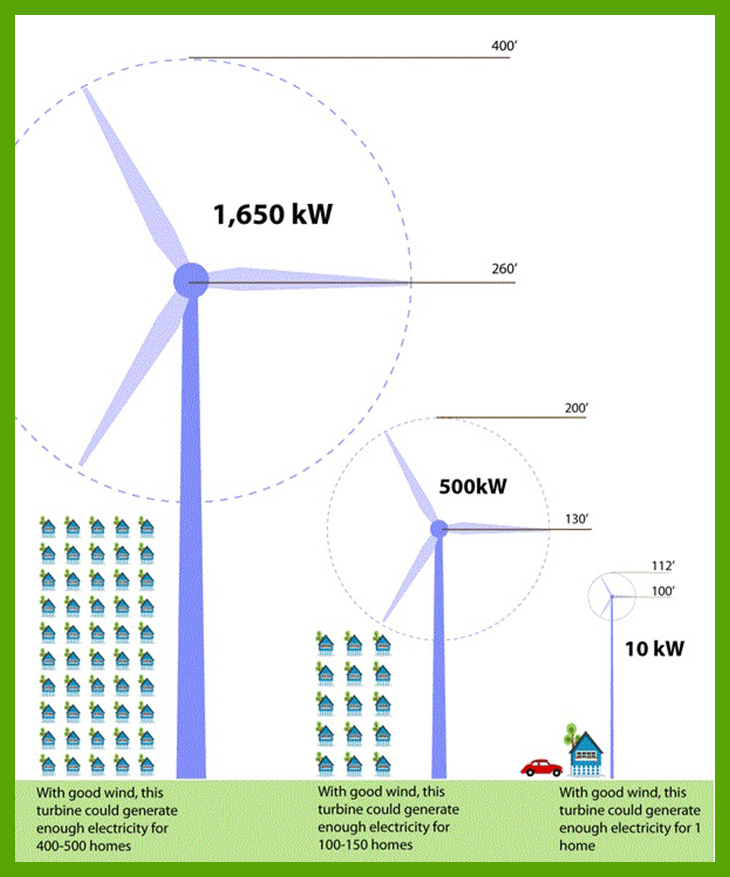 400’
1,650 kW
260’
200’
500kW
130’
112’
100’
10 kW
With good wind, this
turbine could generate
enough electricity for
400-500 homes
With good wind, this
turbine could generate
enough electricity for
100-150 homes
With good wind, this
turbine could generate
enough electricity for 1
home